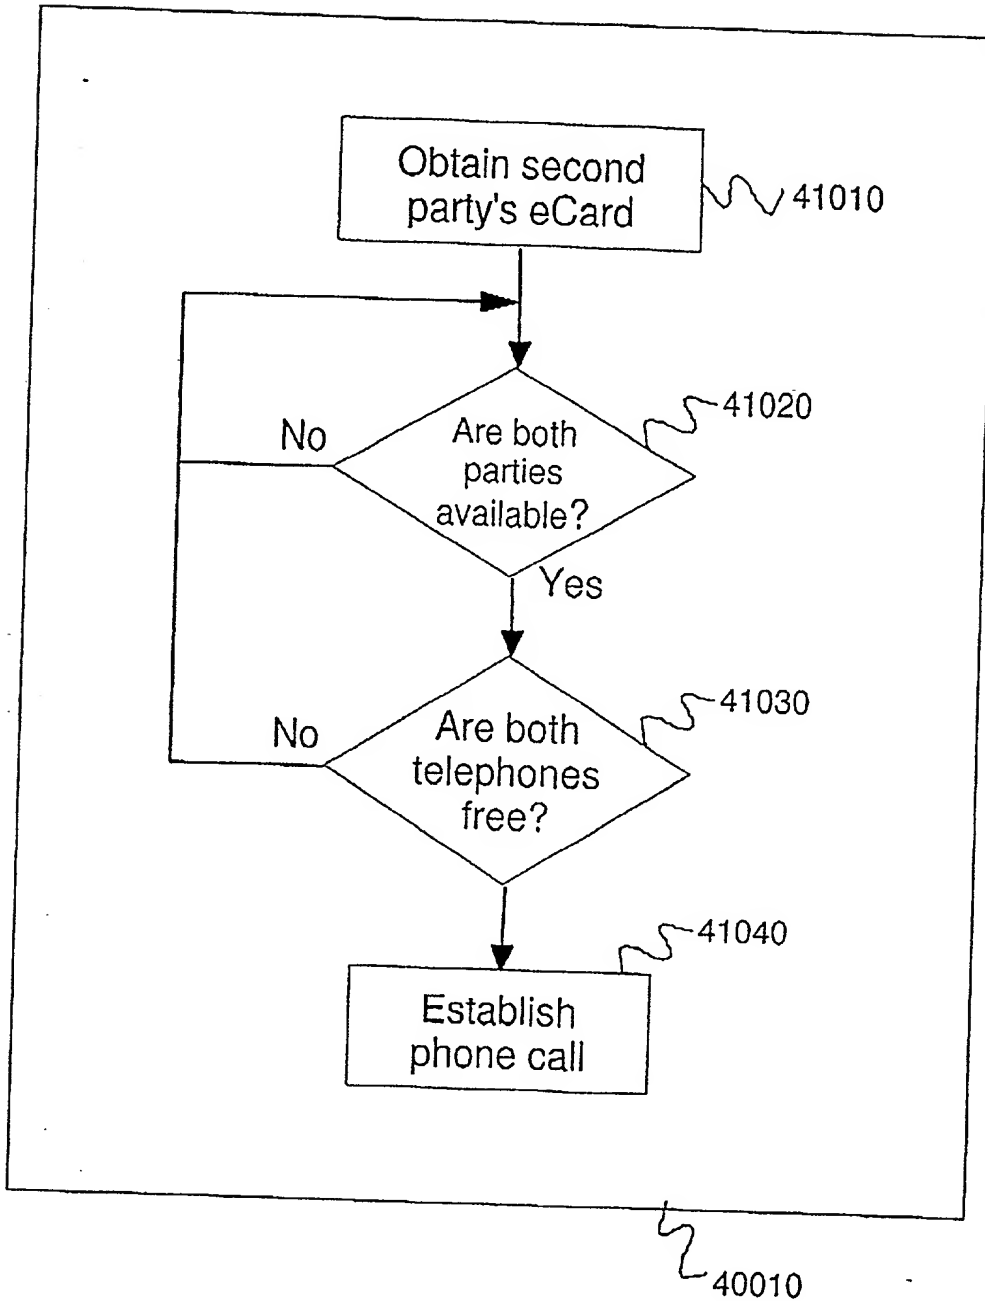 Obtain second
party's eCard
41010
41020
No
Are both
parties
available?
Yes
41030
No
Are both
telephones
free?
41040
Establish
phone call
40010